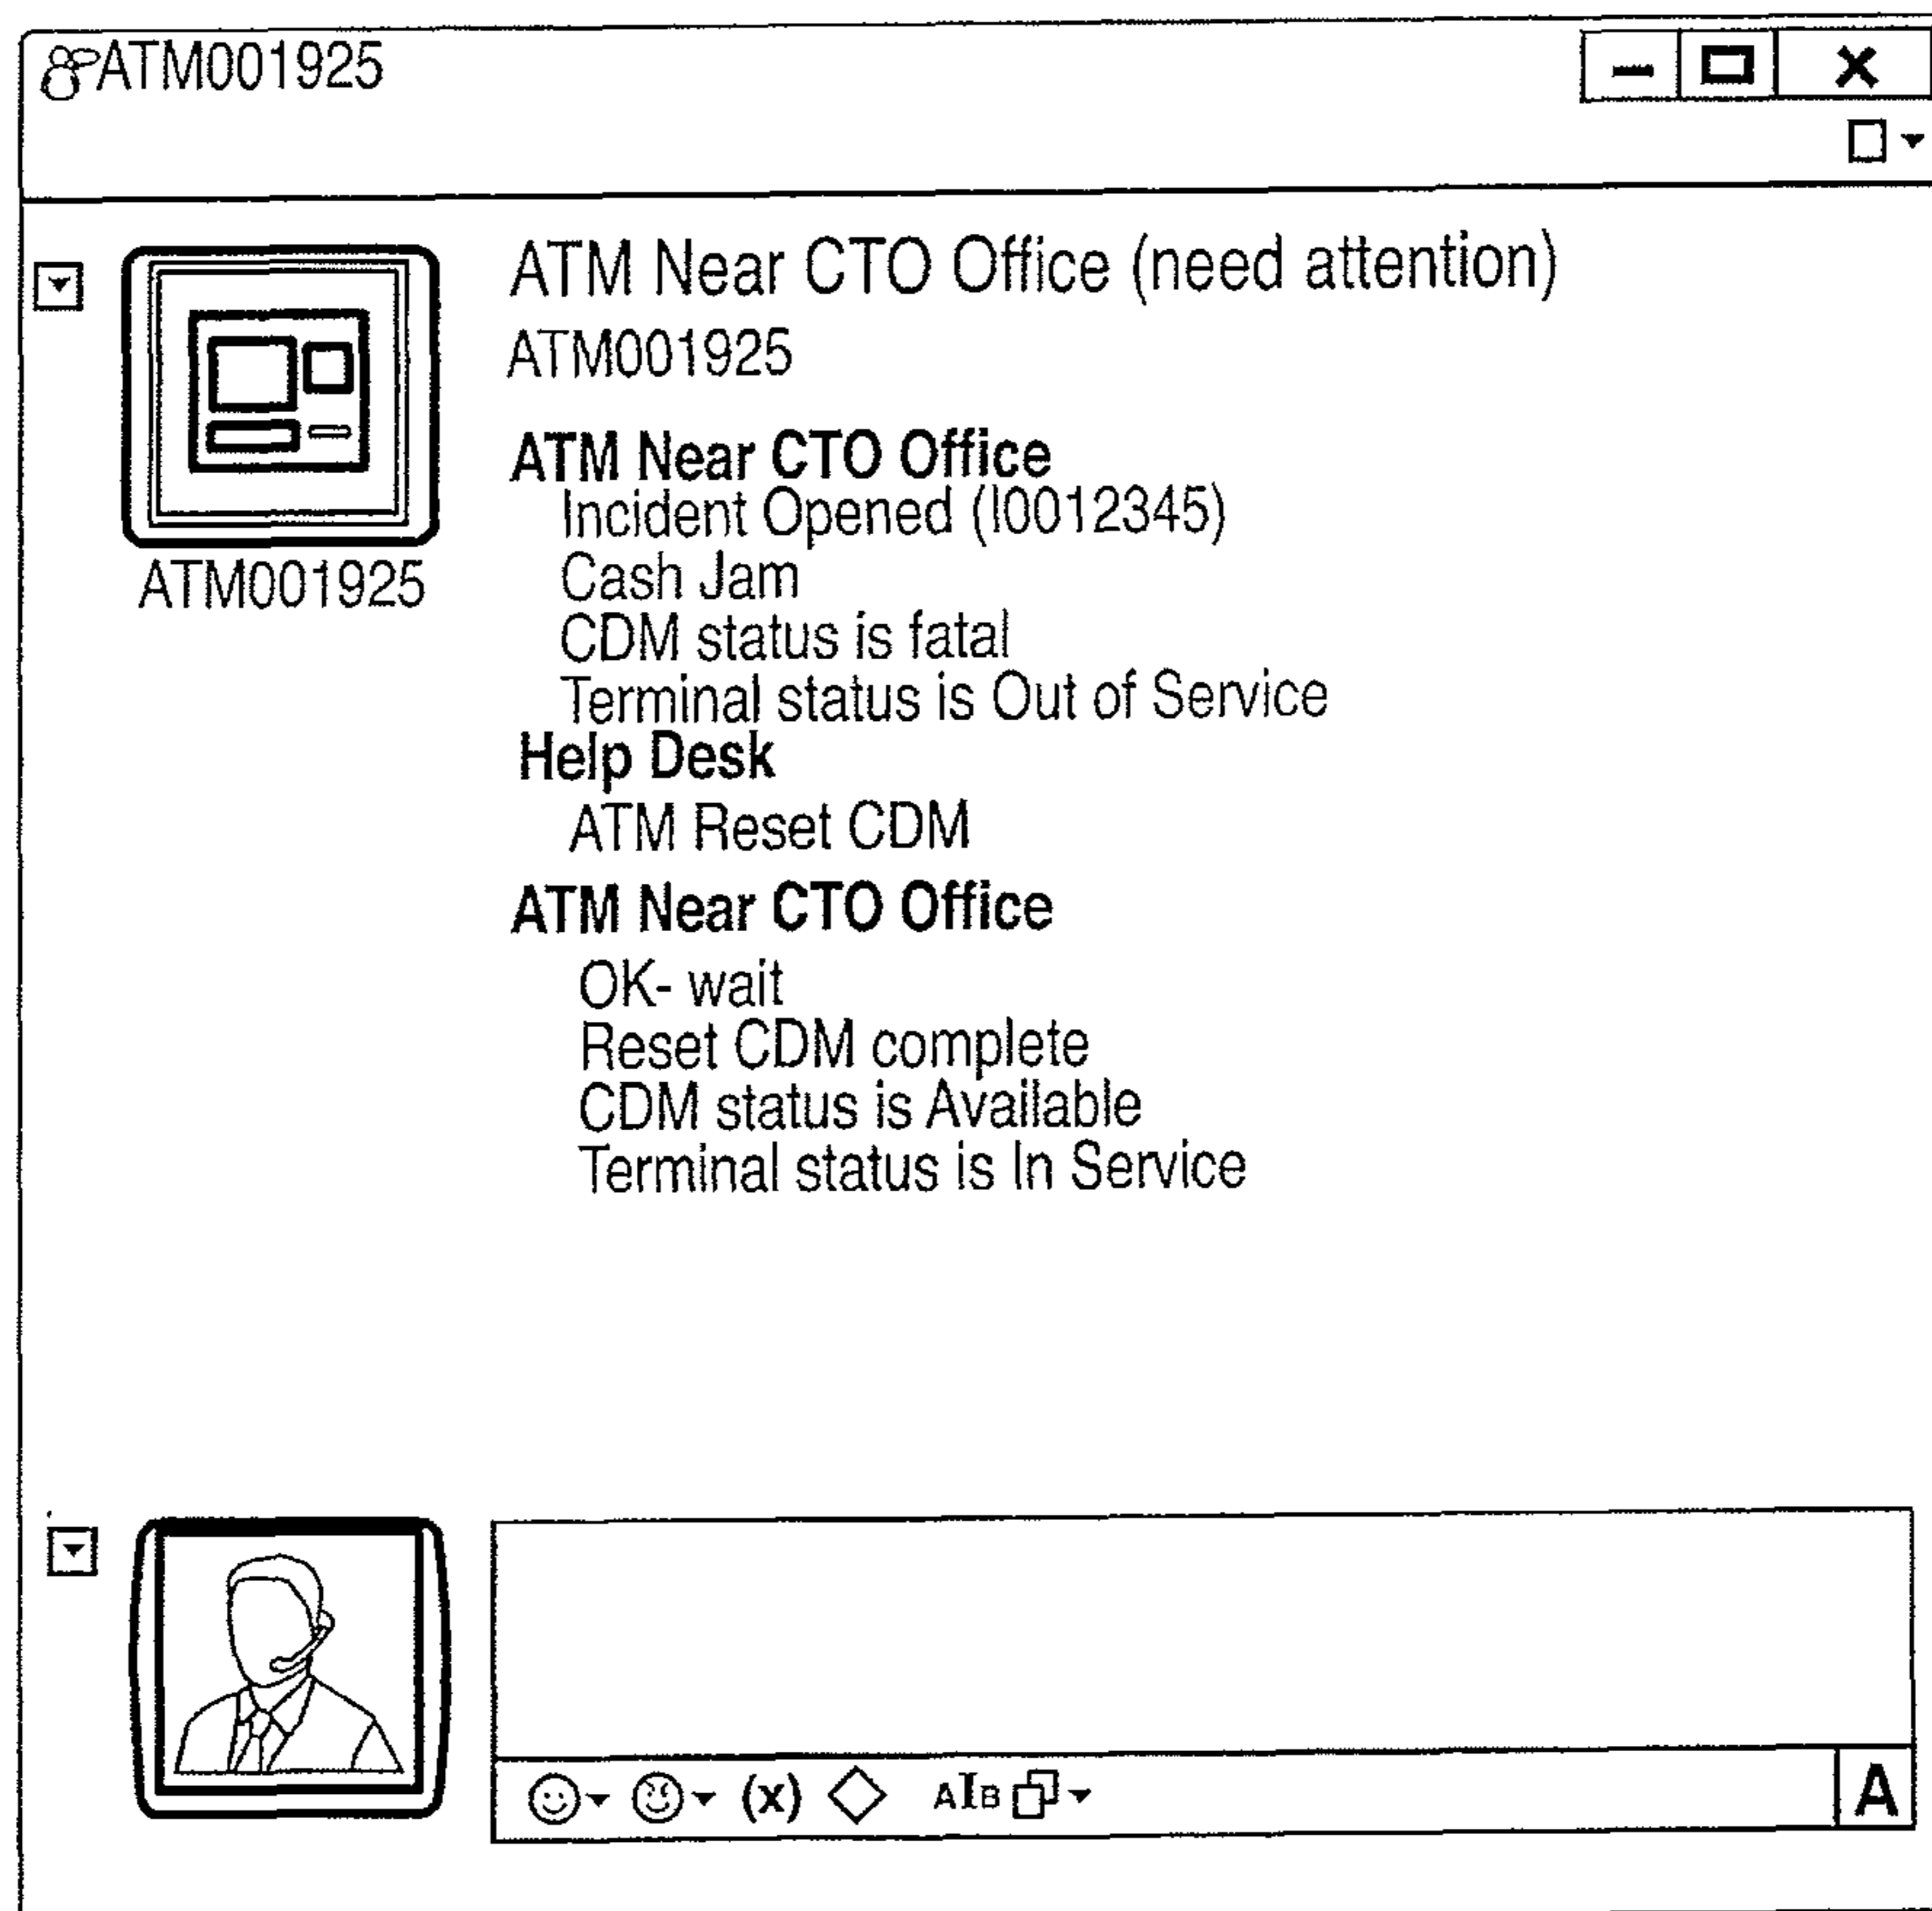 ATM001925
ATM Near CTO Office (need attention)
ATM001925
ATM001925
ATM Near CTO Office
Incident Opened (I0012345)
Cash Jam
CDM status is fatal
Terminal status is Out of Service
Help Desk
ATM Reset CDM
ATM Near CTO Office
OK- wait
Reset CDM complete
CDM status is Available
Terminal status is In Service
(x) AIB A